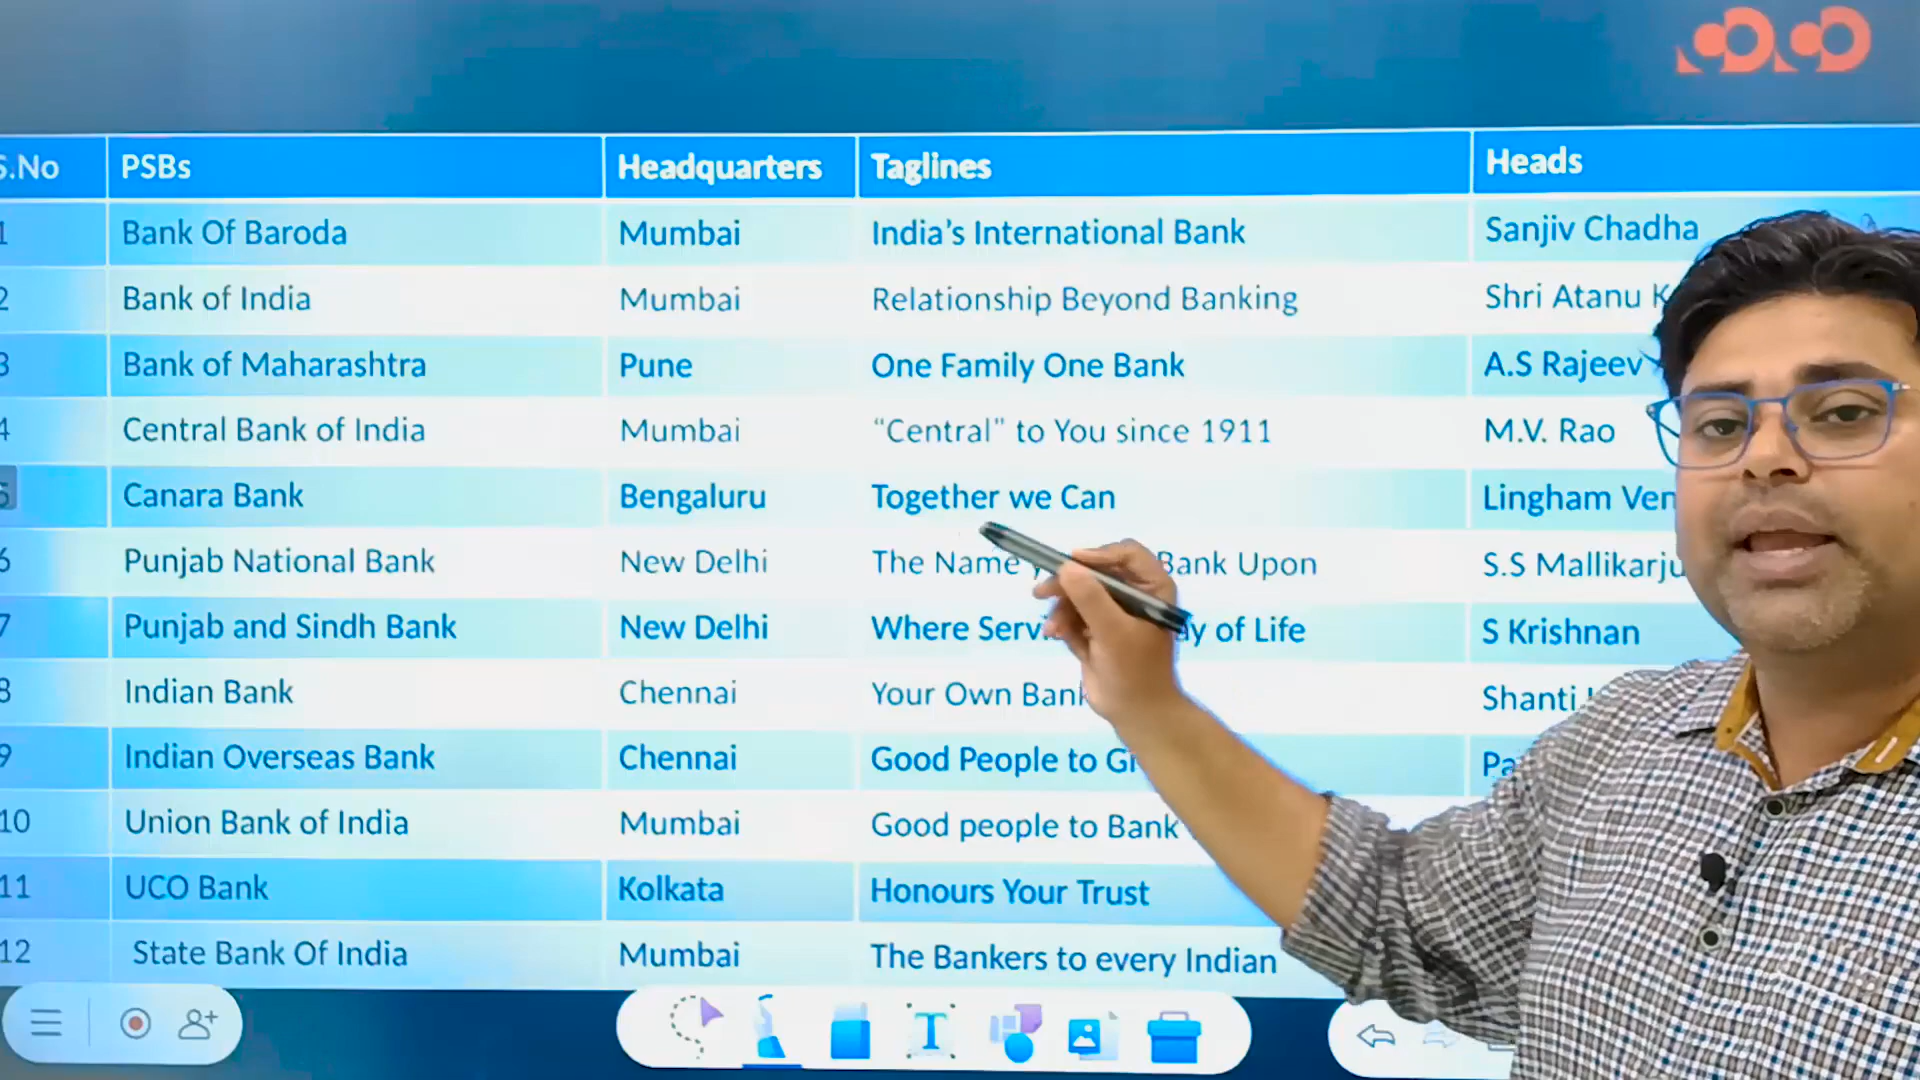 S.No PSBs Headquarters Taglines Heads
1 Bank Of Baroda Mumbai India's International Bank Sanjiv Chadha
2 Bank of India Mumbai Relationship Beyond Banking Shri Atanu
3 Bank of Maharashtra Pune One Family One Bank A.S Rajeev
4 Central Bank of India Mumbai “Central” to You since 1911 M.V. Rao
5 Canara Bank Bengaluru Together we Can Lingham
6 Punjab National Bank New Delhi The Name Bank Upon S.S
7 Punjab and Sindh Bank New Delhi Where of Life S Krishnan
8 Indian Bank Chennai Your Own Bank Shanti
9 Indian Overseas Bank Chennai Good People to
10 Union Bank of India Mumbai Good people to Bank
11 UCO Bank Kolkata Honours Your Trust
12 State Bank Of India Mumbai The Bankers to every Indian